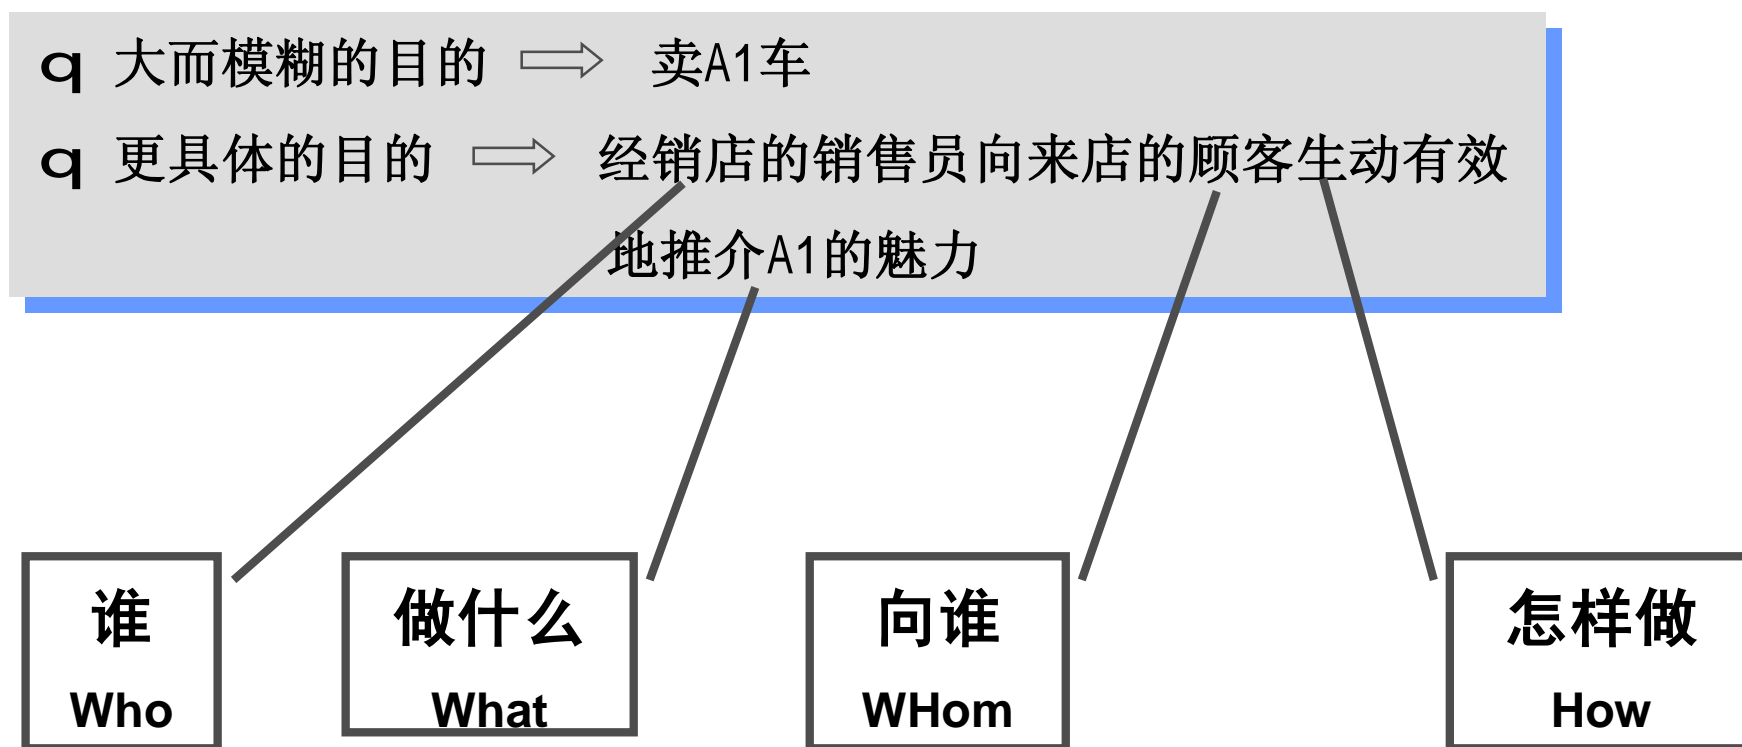 q 大而模糊的目的 ⇨ 卖A1车
q 更具体的目的 ⇨ 经销店的销售员向来店的顾客生动有效
地推介A1的魅力
谁 做什么 向谁 怎样做
Who What WHom How